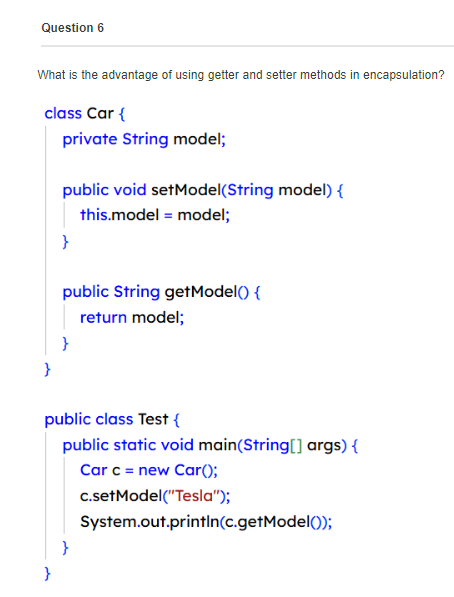 Question 6
What is the advantage of using getter and setter methods in encapsulation?
class Car {
private String model;
public void setModel(String model) {
this.model = model;
}
public String getModel() {
return model;
}
}
public class Test {
public static void main(String[] args) {
Car c = new Car();
c.setModel("Tesla");
System.out.println(c.getModel());
}
}